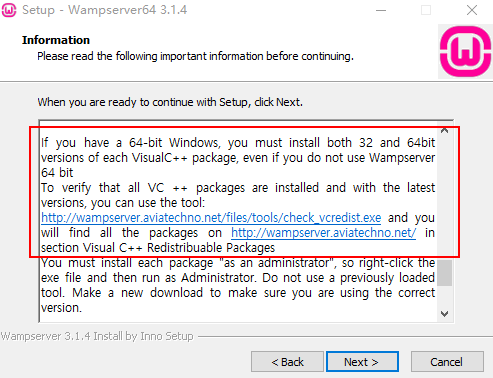 Setup - Wampserver64 3.1.4
Information
Please read the following important information before continuing.
When you are ready to continue with Setup, click Next.
If you have a 64-bit Windows, you must install both 32 and 64bit
versions of each VisualC++ package, even if you do not use Wampserver
64 bit
To verify that all VC ++ packages are installed and with the latest
versions, you can use the tool:
http://wampserver.aviatechno.net/files/tools/check_vcredist.exe and you
will find all the packages on http://wampserver.aviatechno.net/ in
section Visual C++ Redistribuable Packages
You must install each package "as an administrator", so right-click the
exe file and then run as Administrator. Do not use a previously loaded
tool. Make a new download to make sure you are using the correct
version.
Wampserver 3.1.4 Install by Inno Setup
< Back
Next >
Cancel